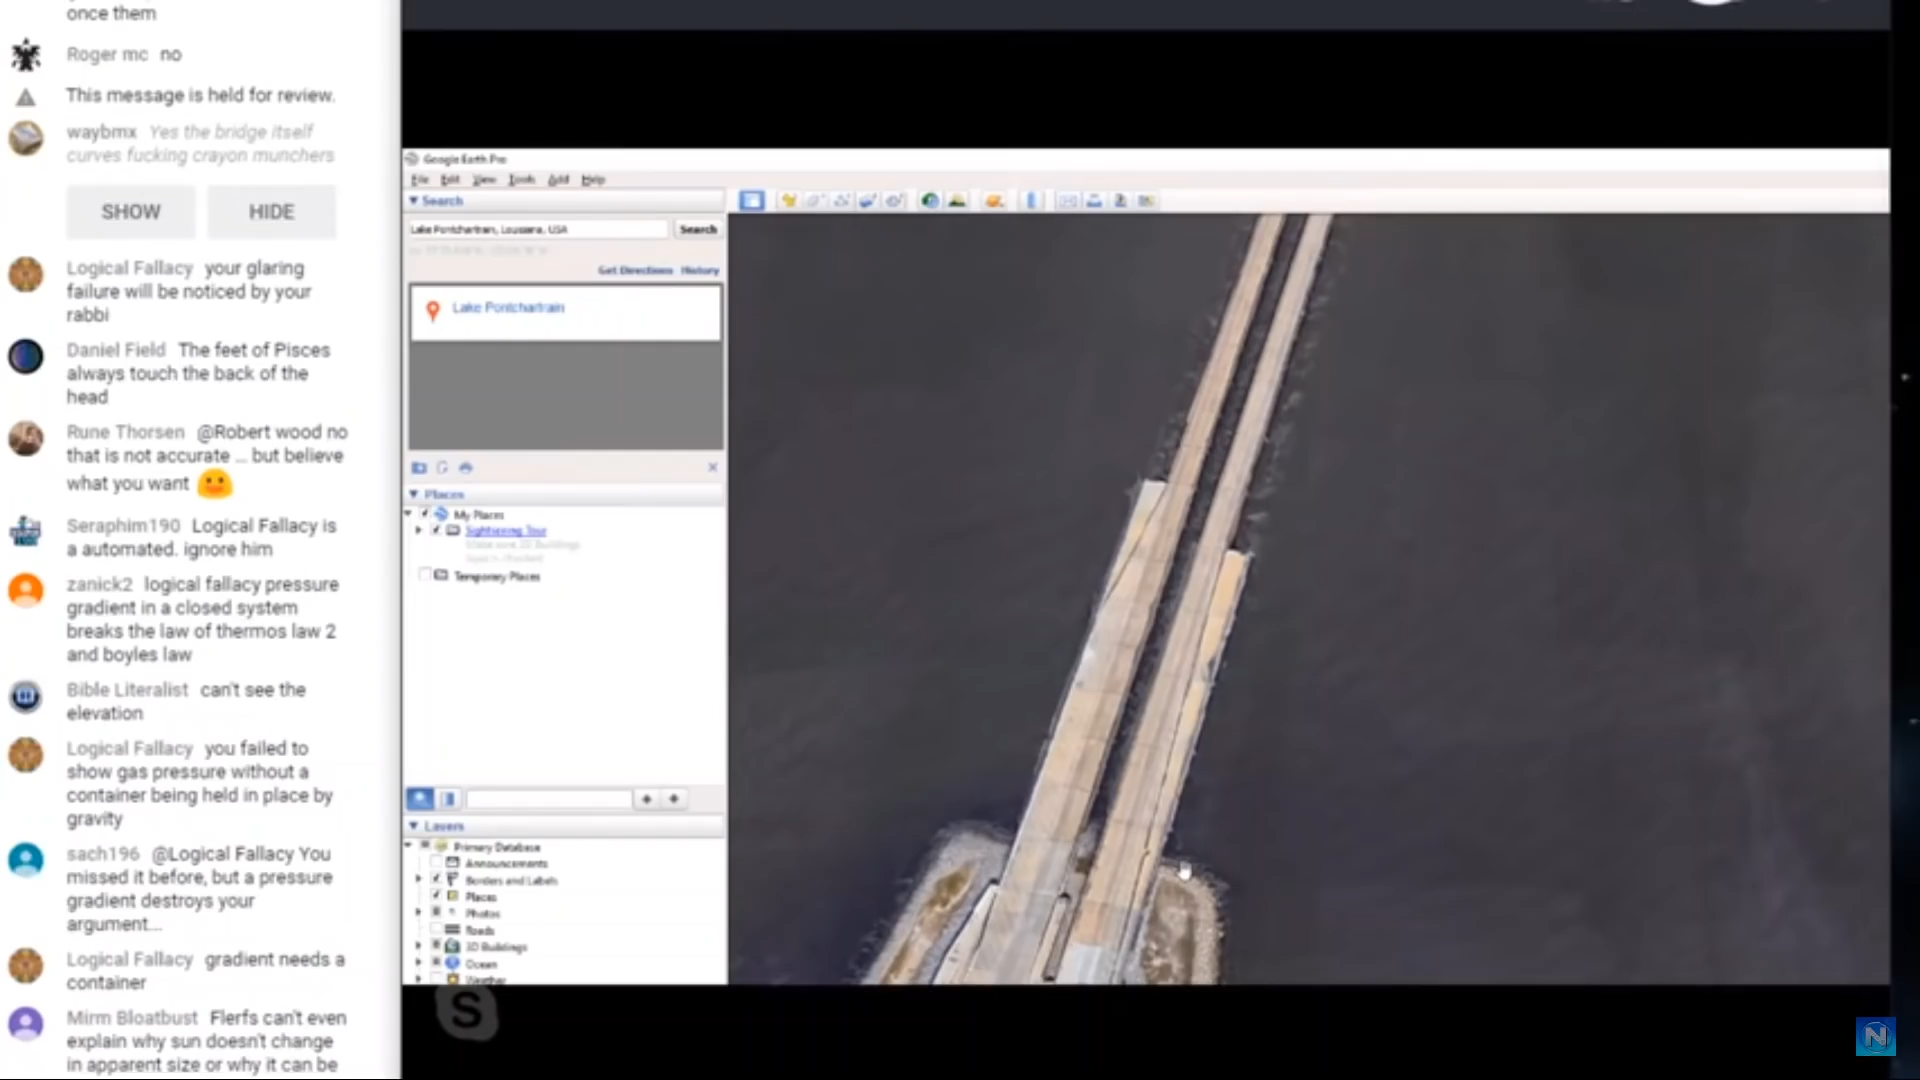 once them
Roger mc no
This message is held for review.
waybmx Yes the bridge itself
curves fucking crayon munchers
SHOW HIDE
Logical Fallacy your glaring
failure will be noticed by your
rabbi
Daniel Field The feet of Pisces
always touch the back of the
head
Rune Thorsen @Robert wood no
that is not accurate ... but believe
what you want
Seraphim190 Logical Fallacy is
a automated. ignore him
zanick2 logical fallacy pressure
gradient in a closed system
breaks the law of thermos law 2
and boyles law
Bible Literalist can't see the
elevation
Logical Fallacy you failed to
show gas pressure without a
container being held in place by
gravity
sach196 @Logical Fallacy You
missed it before, but a pressure
gradient destroys your
argument...
Logical Fallacy gradient needs a
container
Mirm Bloatbust Flerfs can't even
explain why sun doesn't change
in apparent size or why it can be
Google Earth Pro
File Edit View Tools Add Help
Search
Lake Pontchartrain, Louisiana, USA Search
Get Directions History
Lake Pontchartrain
Places
My Places
Sightseeing Tour
Make sure 3D Buildings
layer is checked
Temporary Places
Layers
Primary Database
Announcements
Borders and Labels
Places
Photos
Roads
3D Buildings
Ocean
Weather
S
N